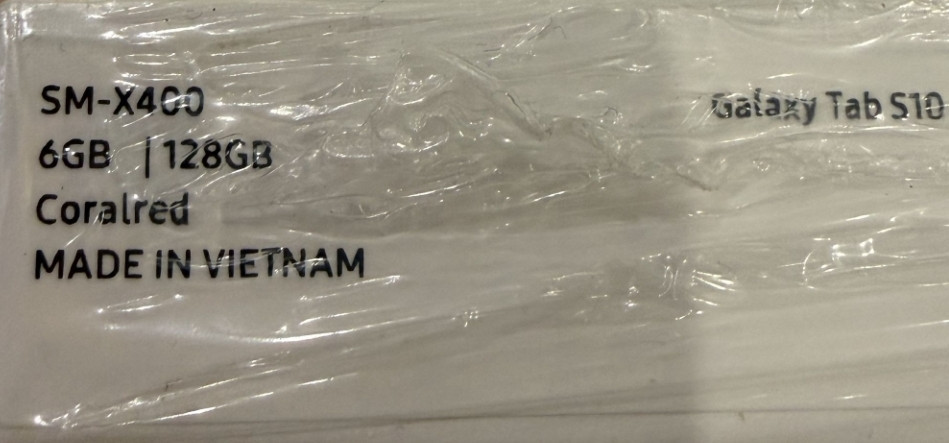 SM-X400
6GB | 128GB
Coralred
MADE IN VIETNAM
Galaxy Tab S10